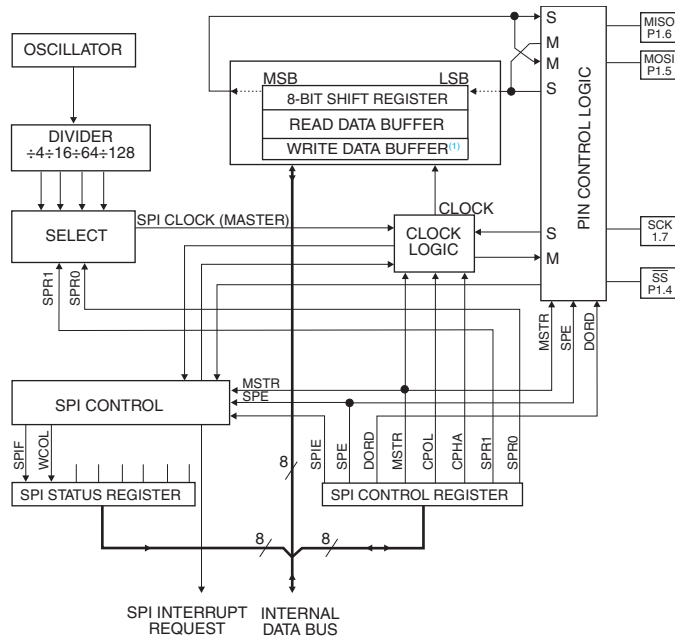 OSCILLATOR
DIVIDER
÷4÷16÷64÷128
SELECT
SPI CLOCK (MASTER)
SPR1
SPR0
MSB
LSB
8-BIT SHIFT REGISTER
READ DATA BUFFER
WRITE DATA BUFFER(1)
CLOCK
CLOCK
LOGIC
S
M
M
S
S
M
PIN CONTROL LOGIC
MISO
P1.6
MOSI
P1.5
SCK
1.7
SS
P1.4
MSTR
SPE
DORD
SPI CONTROL
MSTR
SPE
SPIF
WCOL
SPI STATUS REGISTER
SPIE
SPE
DORD
MSTR
CPOL
CPHA
SPR1
SPR0
SPI CONTROL REGISTER
8
8
8
SPI INTERRUPT
REQUEST
INTERNAL
DATA BUS